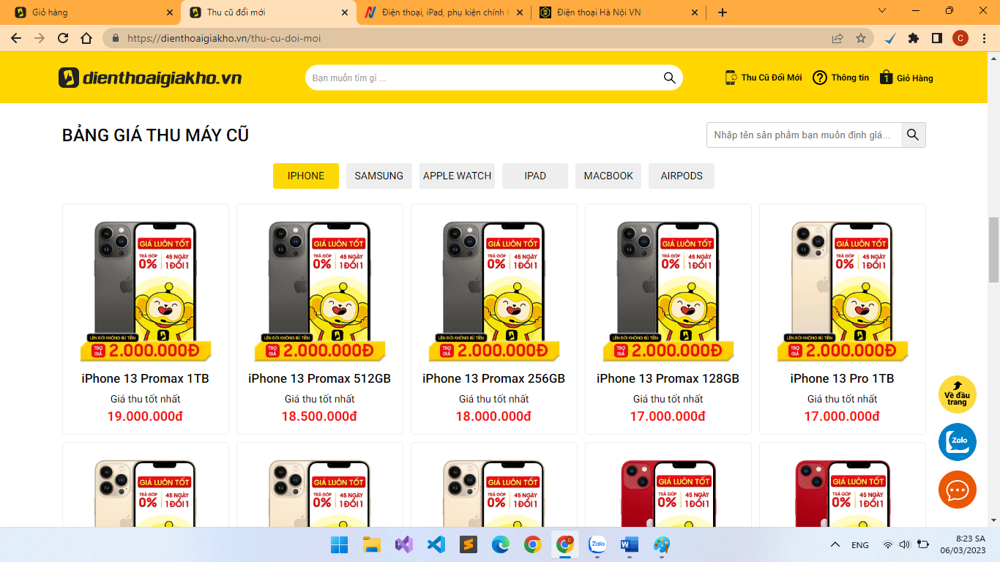 Giỏ hàng
Thu cũ đổi mới
Điện thoại, iPad, phụ kiện chính
Điện thoại Hà Nội VN
https://dienthoaigiakho.vn/thu-cu-doi-moi
C
dienthoaigiakho.vn
Bạn muốn tìm gì ...
Thu Cũ Đổi Mới
Thông tin
1
Giỏ Hàng
BẢNG GIÁ THU MÁY CŨ
Nhập tên sản phẩm bạn muốn định giá...
IPHONE SAMSUNG APPLE WATCH IPAD MACBOOK AIRPODS
GIÁ LUÔN TỐT GIÁ LUÔN TỐT GIÁ LUÔN TỐT GIÁ LUÔN TỐT GIÁ LUÔN TỐT
TRẢ GÓP 0% 45 NGÀY 1 ĐỔI 1 TRẢ GÓP 0% 45 NGÀY 1 ĐỔI 1 TRẢ GÓP 0% 45 NGÀY 1 ĐỔI 1 TRẢ GÓP 0% 45 NGÀY 1 ĐỔI 1 TRẢ GÓP 0% 45 NGÀY 1 ĐỔI 1
LÊN ĐỜI KHÔNG BÙ TIỀN LÊN ĐỜI KHÔNG BÙ TIỀN LÊN ĐỜI KHÔNG BÙ TIỀN LÊN ĐỜI KHÔNG BÙ TIỀN LÊN ĐỜI KHÔNG BÙ TIỀN
TRỢ GIÁ 2.000.000Đ TRỢ GIÁ 2.000.000Đ TRỢ GIÁ 2.000.000Đ TRỢ GIÁ 2.000.000Đ TRỢ GIÁ 2.000.000Đ
iPhone 13 Promax 1TB iPhone 13 Promax 512GB iPhone 13 Promax 256GB iPhone 13 Promax 128GB iPhone 13 Pro 1TB
Giá thu tốt nhất Giá thu tốt nhất Giá thu tốt nhất Giá thu tốt nhất Giá thu tốt nhất
19.000.000đ 18.500.000đ 18.000.000đ 17.000.000đ 17.000.000đ
Về đầu
trang
Zalo
GIÁ LUÔN TỐT GIÁ LUÔN TỐT GIÁ LUÔN TỐT GIÁ LUÔN TỐT GIÁ LUÔN TỐT
TRẢ GÓP 0% 45 NGÀY 1 ĐỔI 1 TRẢ GÓP 0% 45 NGÀY 1 ĐỔI 1 TRẢ GÓP 0% 45 NGÀY 1 ĐỔI 1 TRẢ GÓP 0% 45 NGÀY 1 ĐỔI 1 TRẢ GÓP 0% 45 NGÀY 1 ĐỔI 1
Zalo
ENG
8:23 SA
06/03/2023